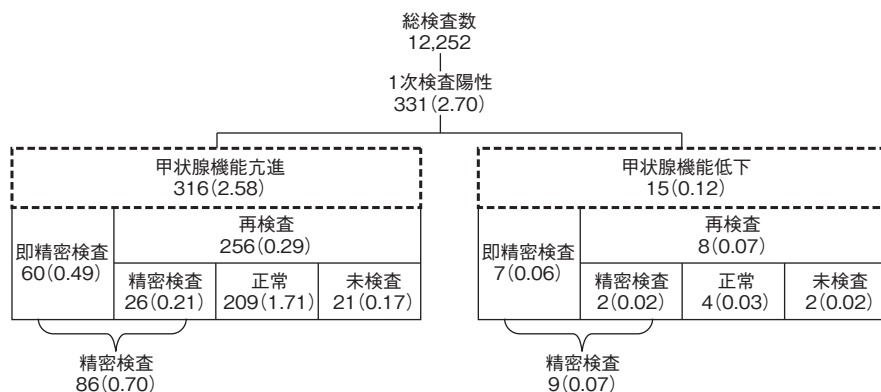 総検査数
12,252
1次検査陽性
331(2.70)
甲状腺機能亢進
316(2.58)
即精密検査
60(0.49)
再検査
256(0.29)
精密検査
26(0.21)
正常
209(1.71)
未検査
21(0.17)
精密検査
86(0.70)
甲状腺機能低下
15(0.12)
即精密検査
7(0.06)
再検査
8(0.07)
精密検査
2(0.02)
正常
4(0.03)
未検査
2(0.02)
精密検査
9(0.07)